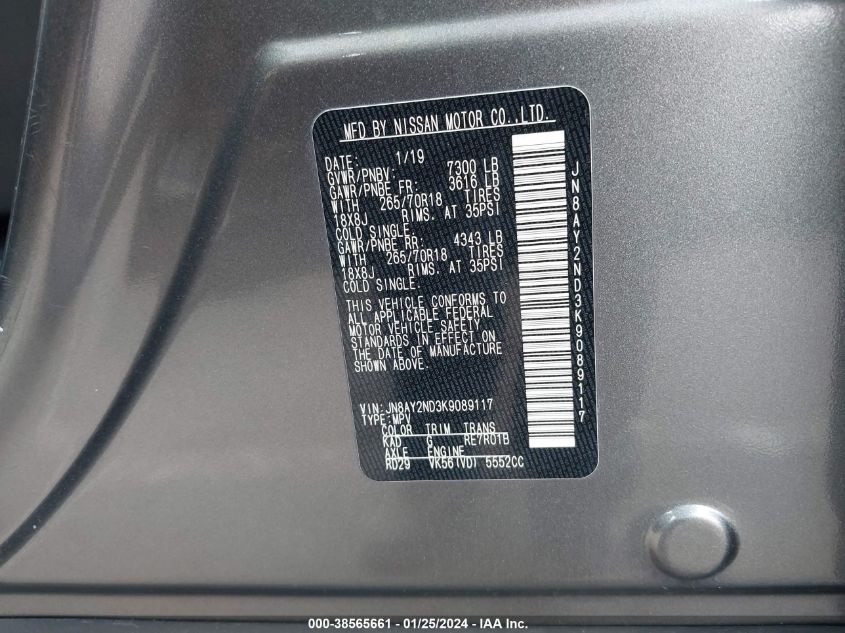 MFD BY NISSAN MOTOR CO.,LTD.
DATE: 1/19
GVWR/PNBV: 7300 LB
GAWR/PNBE FR: 3616 LB
WITH 265/70R18 TIRES
18X8J RIMS. AT 35PSI
COLD SINGLE.
GAWR/PNBE RR: 4343 LB
WITH 265/70R18 TIRES
18X8J RIMS. AT 35PSI
COLD SINGLE.
THIS VEHICLE CONFORMS TO
ALL APPLICABLE FEDERAL
MOTOR VEHICLE SAFETY
STANDARDS IN EFFECT ON
THE DATE OF MANUFACTURE
SHOWN ABOVE.
VIN:JN8AY2ND3K9089117
TYPE:MPV
COLOR TRIM TRANS
KAD G RE7R01B
AXLE ENGINE
RD29 VK56(VD) 5552CC
JN8AY2ND3K9089117
000-38565661 - 01/25/2024 - IAA Inc.